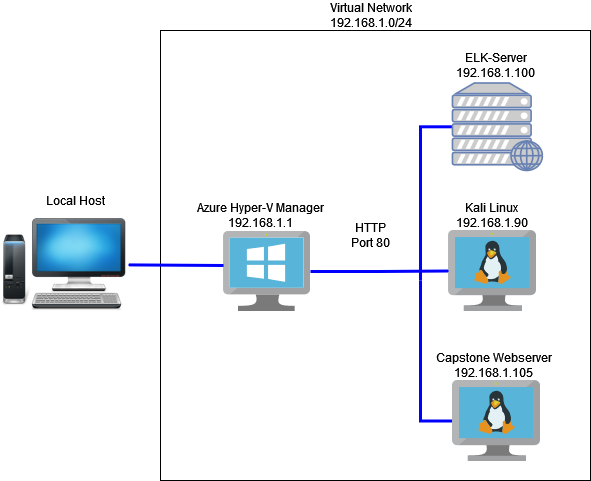 Virtual Network
192.168.1.0/24
ELK-Server
192.168.1.100
Local Host
Azure Hyper-V Manager
192.168.1.1
HTTP
Port 80
Kali Linux
192.168.1.90
Capstone Webserver
192.168.1.105